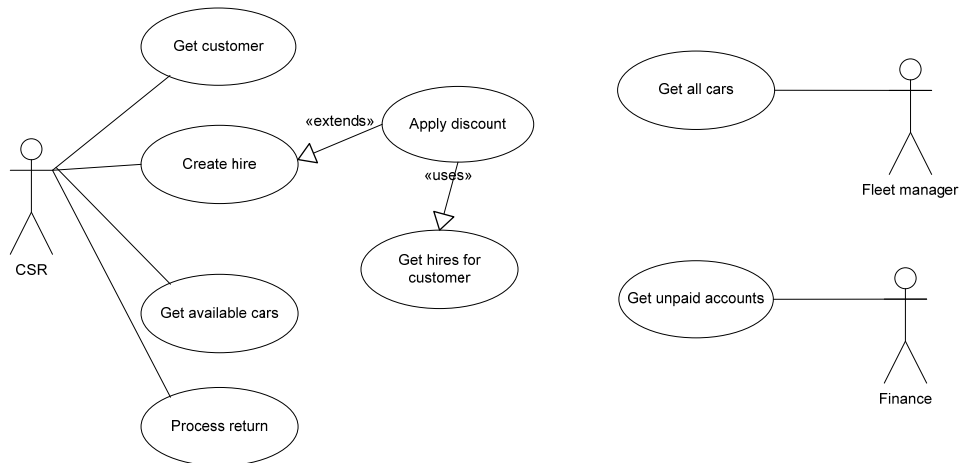 Get customer
«extends»
Apply discount
Create hire
«uses»
CSR
Get hires for
customer
Get available cars
Process return
Get all cars
Fleet manager
Get unpaid accounts
Finance